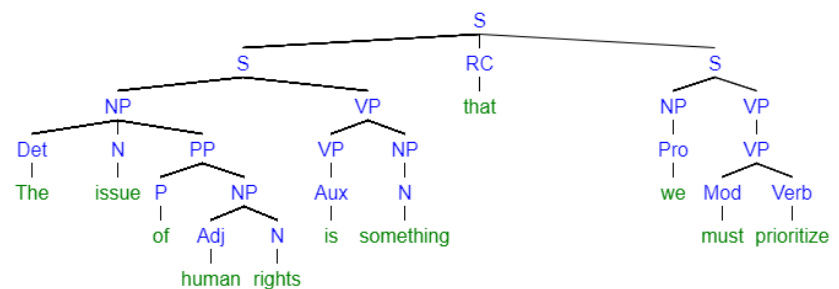 S
S RC S
NP VP that NP VP
Det N PP VP NP Pro VP
The issue P NP Aux N we Mod Verb
of Adj N is something must prioritize
human rights